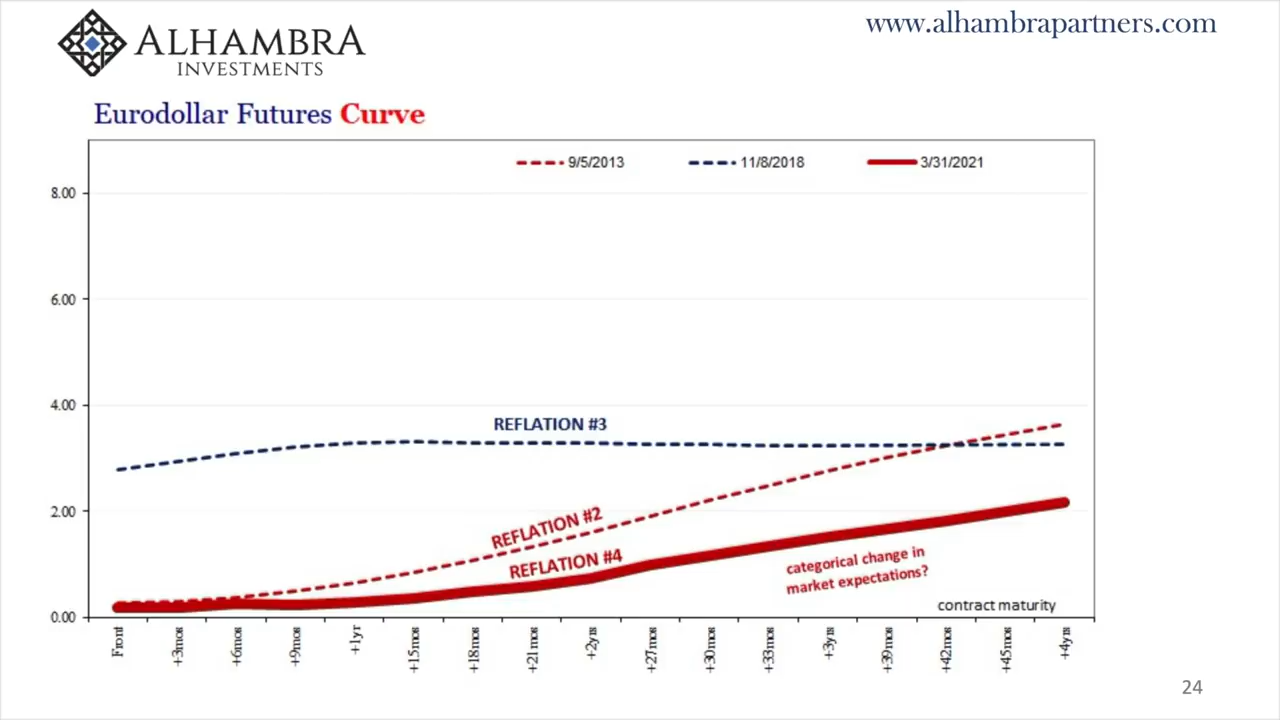 www.alhambrapartners.com
ALHAMBRA
INVESTMENTS
Eurodollar Futures Curve
9/5/2013
11/8/2018
3/31/2021
8.00
6.00
4.00
2.00
0.00
REFLATION #3
REFLATION #2
REFLATION #4
categorical change in
market expectations?
contract maturity
Front
+3mos
+6mos
+9mos
+1yr
+15mos
+18mos
+21mos
+2yrs
+27mos
+30mos
+33mos
+3yrs
+39mos
+42mos
+45mos
+4yrs
24